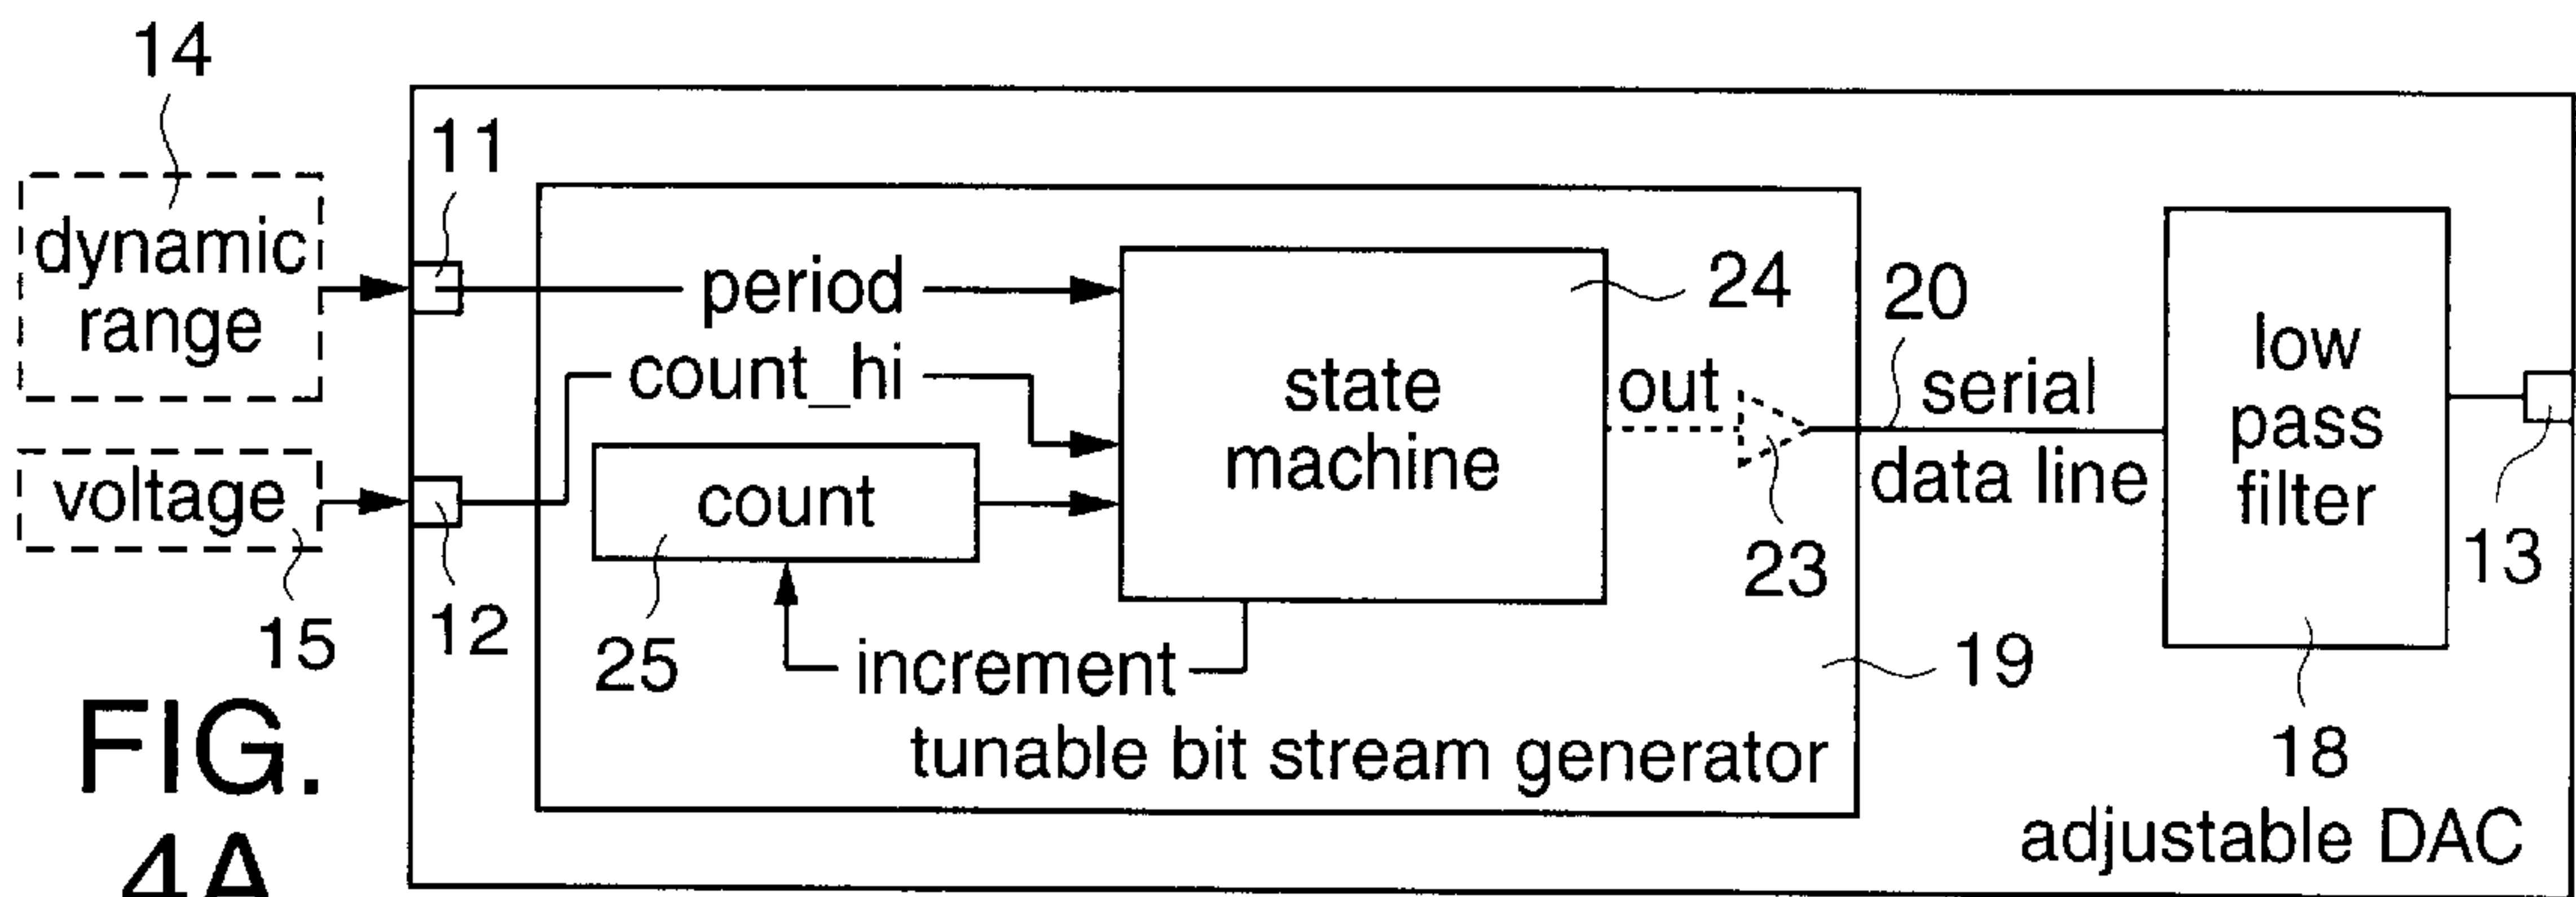 14
11
dynamic
range
period
24
20
low
pass
filter
count_hi
state
machine
out
serial
data line
voltage
count
23
13
15
12
25
increment
19
tunable bit stream generator
18
adjustable DAC
FIG.
4A